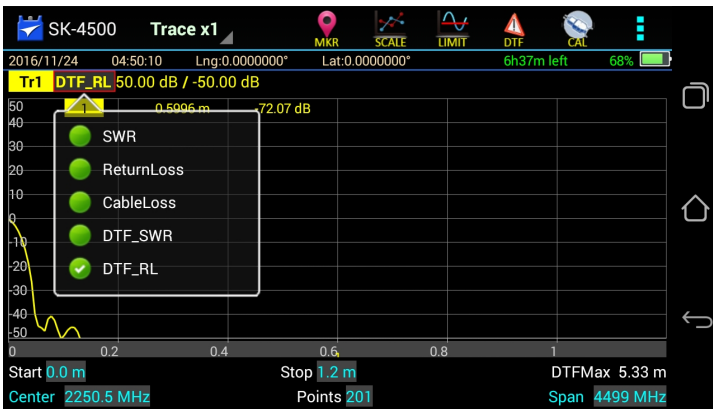 SK-4500 Trace x1 MKR SCALE LIMIT DTF CAL
2016/11/24 04:50:10 Lng:0.0000000° Lat:0.0000000° 6h37m left 68%
Tr1 DTF_RL 50.00 dB / -50.00 dB
50
1 0.5996 m -72.07 dB
40
SWR
30
20
ReturnLoss
10
CableLoss
0
DTF_SWR
-10
-20
DTF_RL
-30
-40
-50
0 0.2 0.4 0.6 0.8 1
Start 0.0 m Stop 1.2 m DTFMax 5.33 m
Center 2250.5 MHz Points 201 Span 4499 MHz